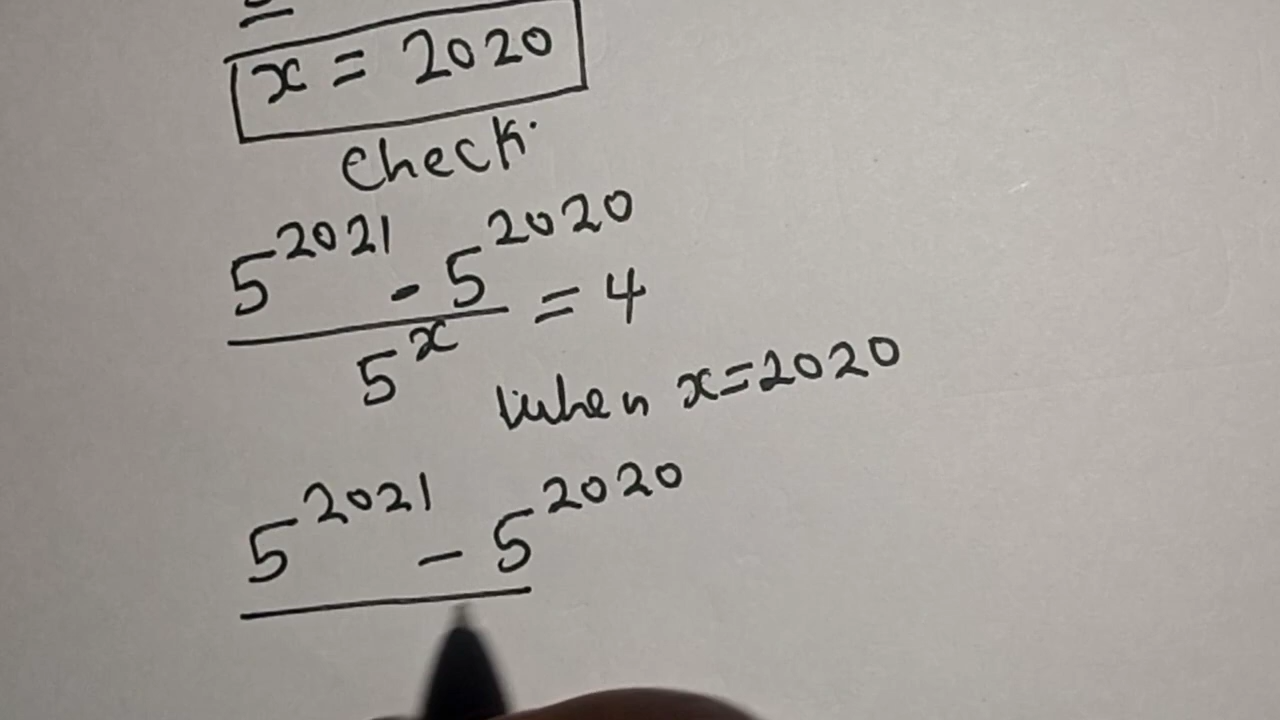 x = 2020
Check.
5^2021 - 5^2020
5^x = 4
When x=2020
5^2021 - 5^2020